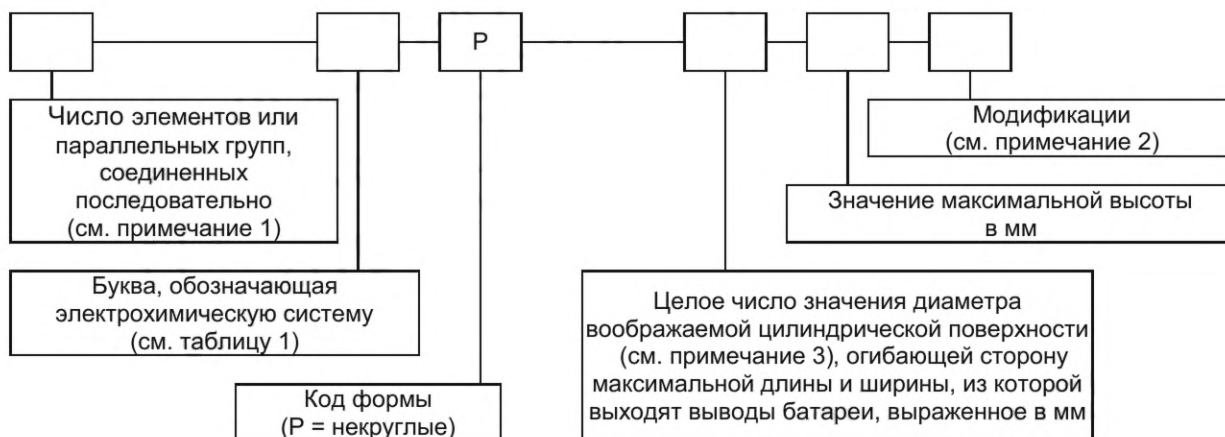 P
Число элементов или
параллельных групп,
соединенных
последовательно
(см. примечание 1)
Модификации
(см. примечание 2)
Значение максимальной высоты
в мм
Буква, обозначающая
электрохимическую систему
(см. таблицу 1)
Целое число значения диаметра
воображаемой цилиндрической поверхности
(см. примечание 3), огибающей сторону
максимальной длины и ширины, из которой
выходят выводы батареи, выраженное в мм
Код формы
(P = некруглые)